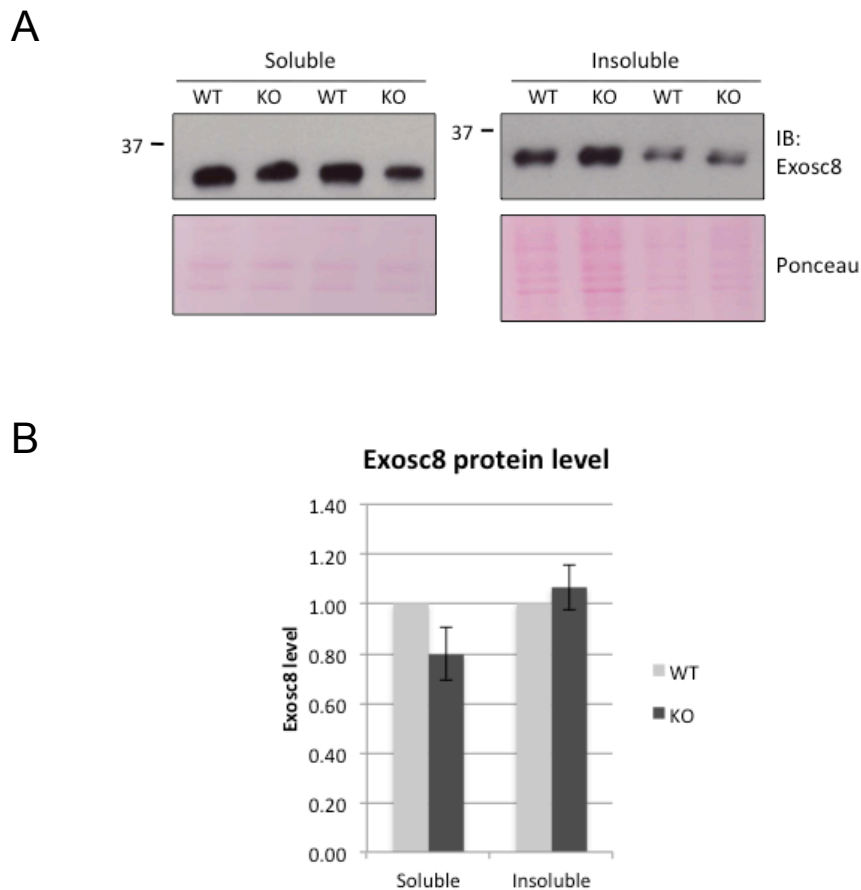 A
Soluble
Insoluble
WT KO WT KO
WT KO WT KO
37
37
IB:
Exosc8
Ponceau
B
Exosc8 protein level
1.40
1.20
1.00
0.80
0.60
0.40
0.20
0.00
Exosc8 level
Soluble
Insoluble
WT
KO